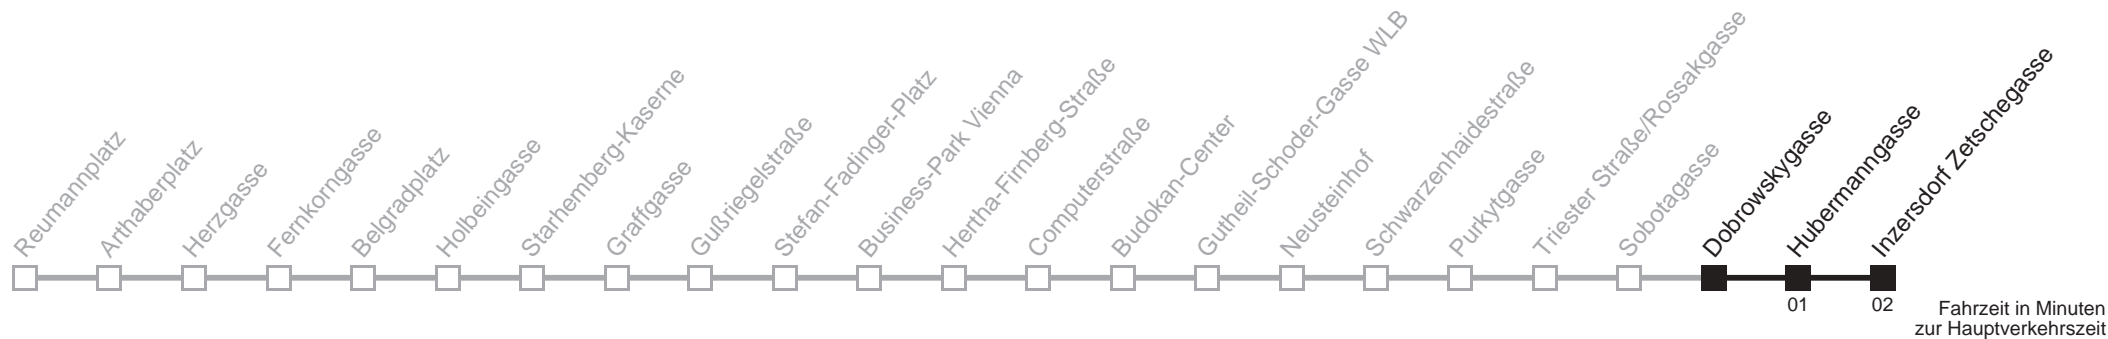 Reumannplatz
Arthaberplatz
Herzgasse
Fernkorngasse
Belgradplatz
Holbeingasse
Starhemberg-Kaserne
Graffgasse
Gußriegelstraße
Stefan-Fadinger-Platz
Business-Park Vienna
Hertha-Firnberg-Straße
Computerstraße
Budokan-Center
Gutheil-Schoder-Gasse WLB
Neusteinhof
Schwarzenhaidestraße
Purkytgasse
Triester Straße/Rossakgasse
Sobotagasse
Dobrowskygasse
Hubermanngasse
Inzersdorf Zetschegasse
01
02
Fahrzeit in Minuten
zur Hauptverkehrszeit